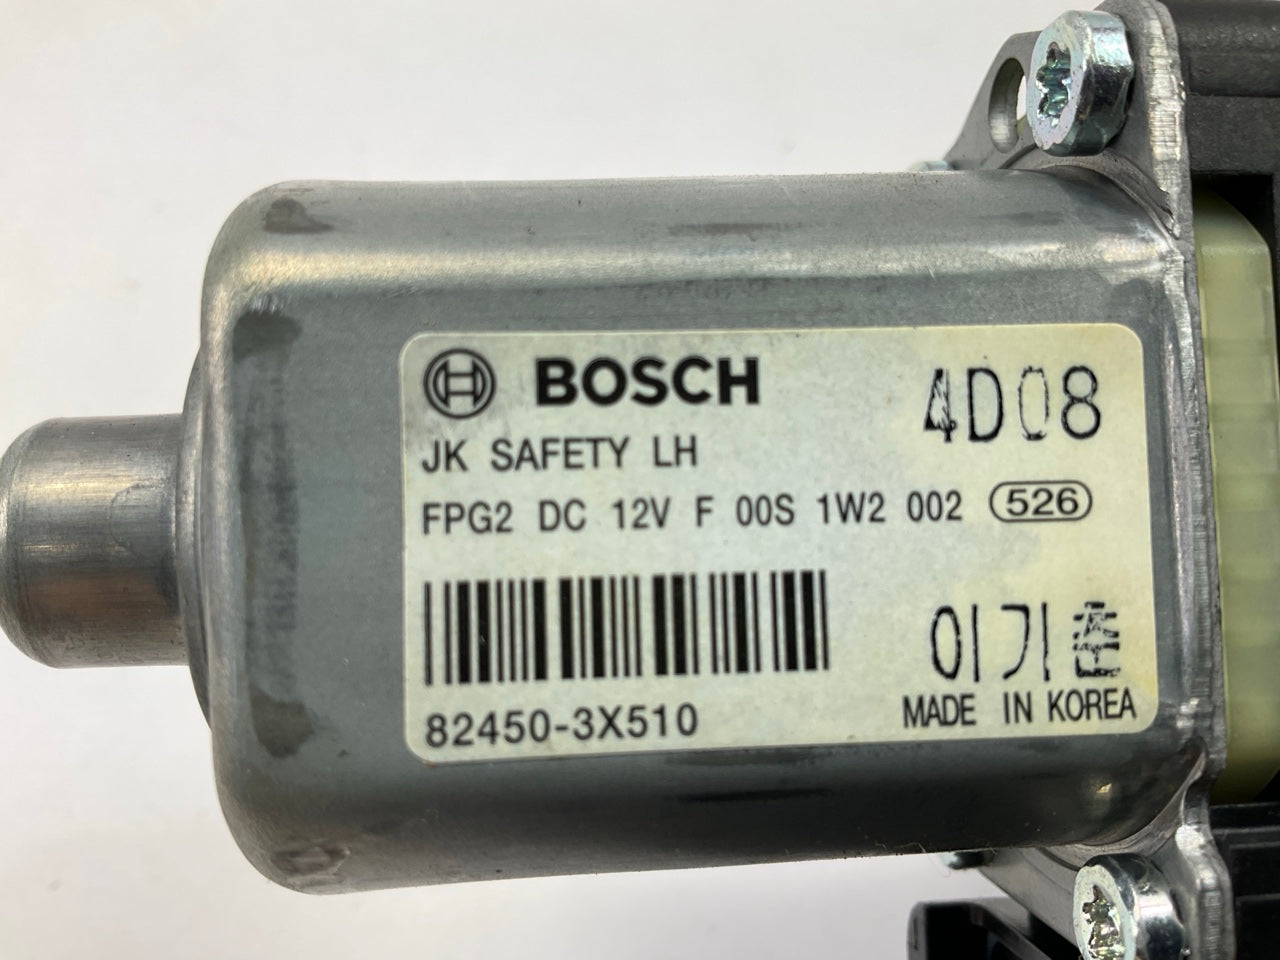 BOSCH 4D08
JK SAFETY LH
FPG2 DC 12V F 00S 1W2 002 526
이기춘
82450-3X510
MADE IN KOREA